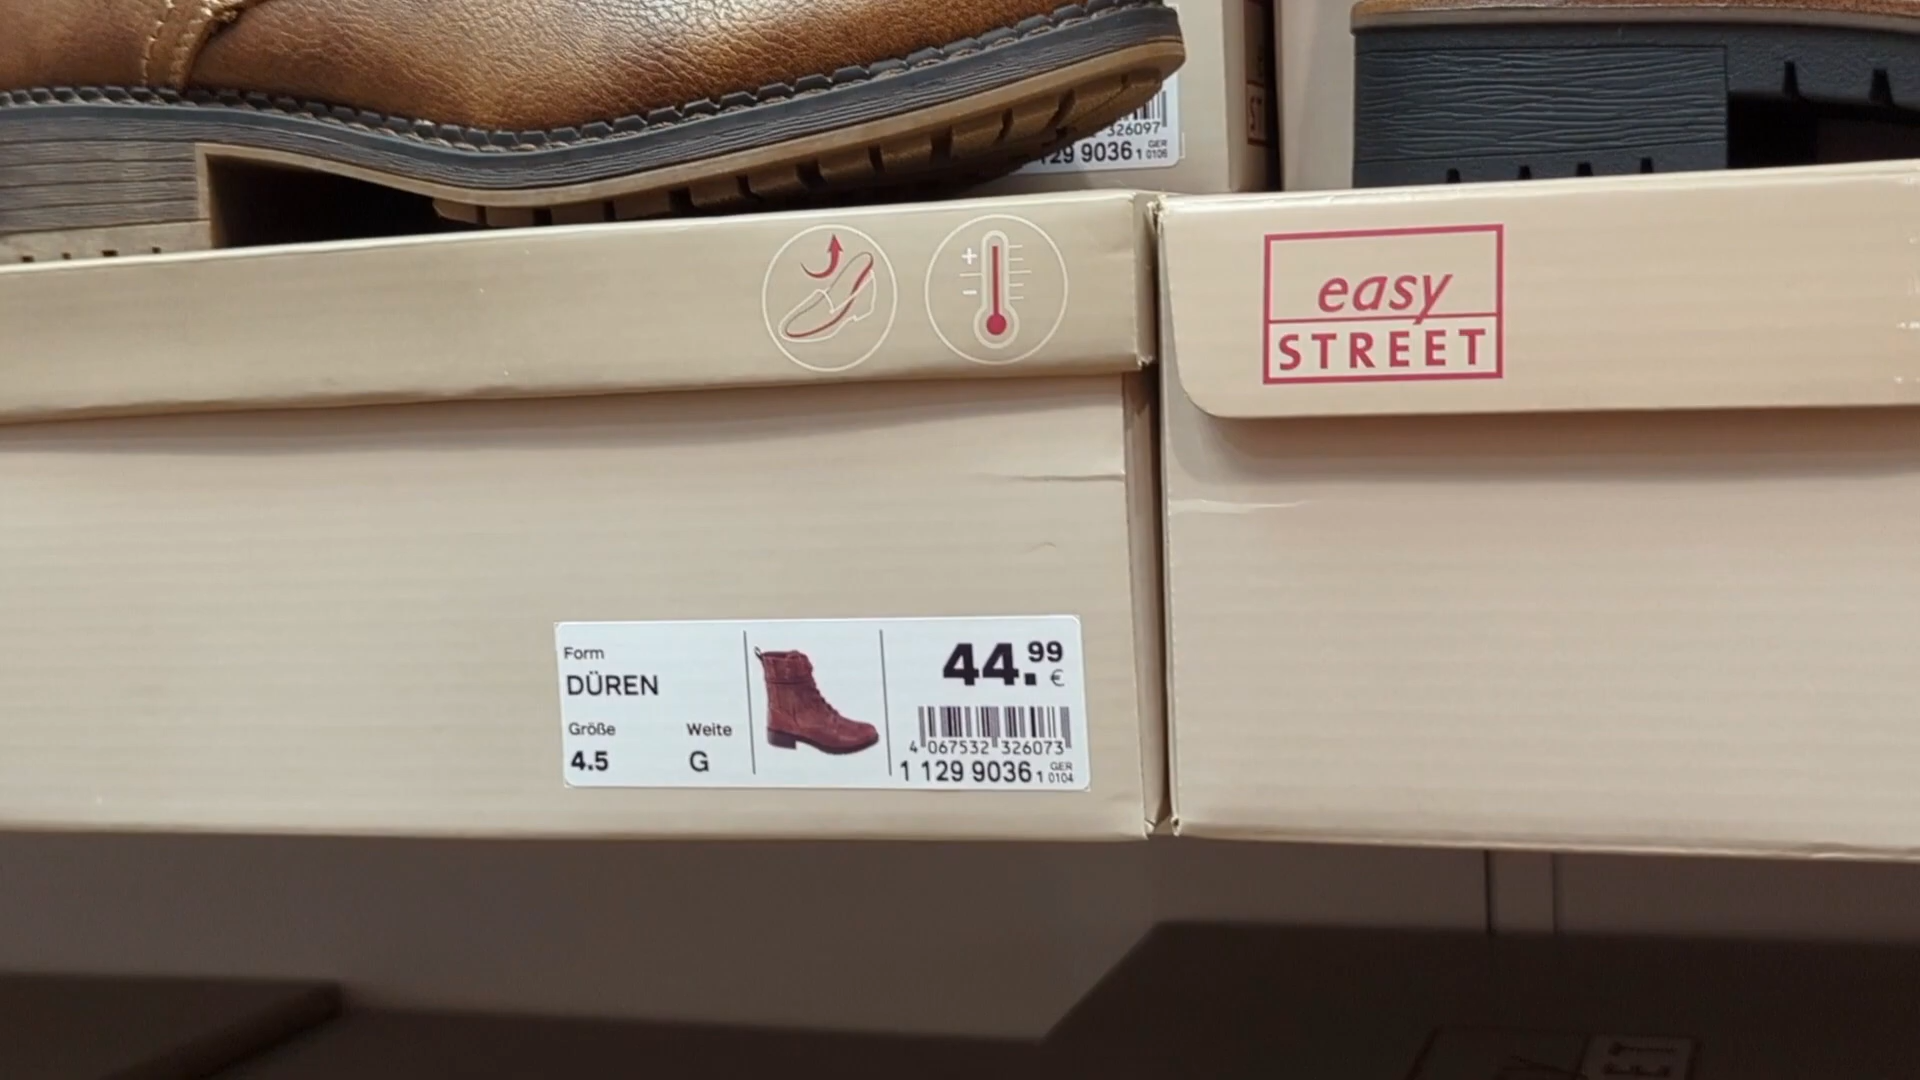 326097
129 9036 1 GER 0106
+
-
easy
STREET
Form
DÜREN
Größe
4.5
Weite
G
44.99 €
4 067532 326073
1 129 9036 1 GER 0104